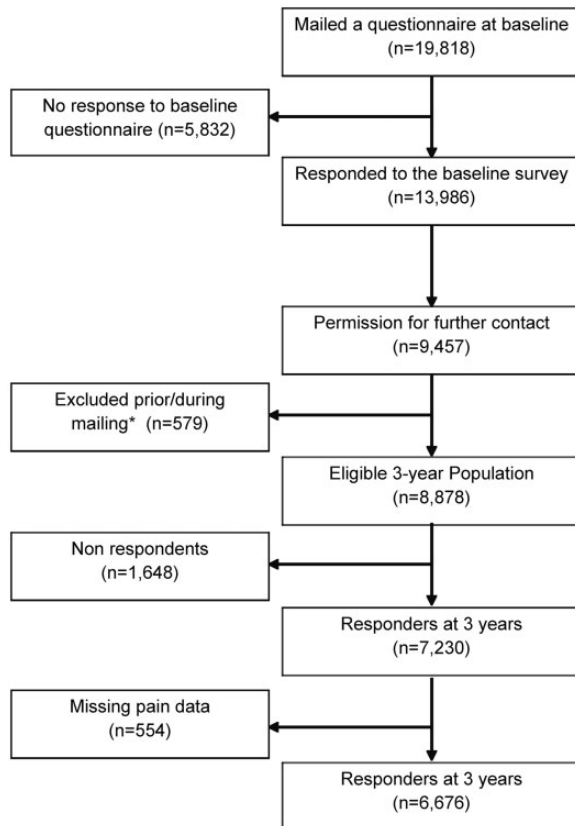 Mailed a questionnaire at baseline
(n=19,818)
No response to baseline
questionnaire (n=5,832)
Responded to the baseline survey
(n=13,986)
Permission for further contact
(n=9,457)
Excluded prior/during
mailing* (n=579)
Eligible 3-year Population
(n=8,878)
Non respondents
(n=1,648)
Responders at 3 years
(n=7,230)
Missing pain data
(n=554)
Responders at 3 years
(n=6,676)